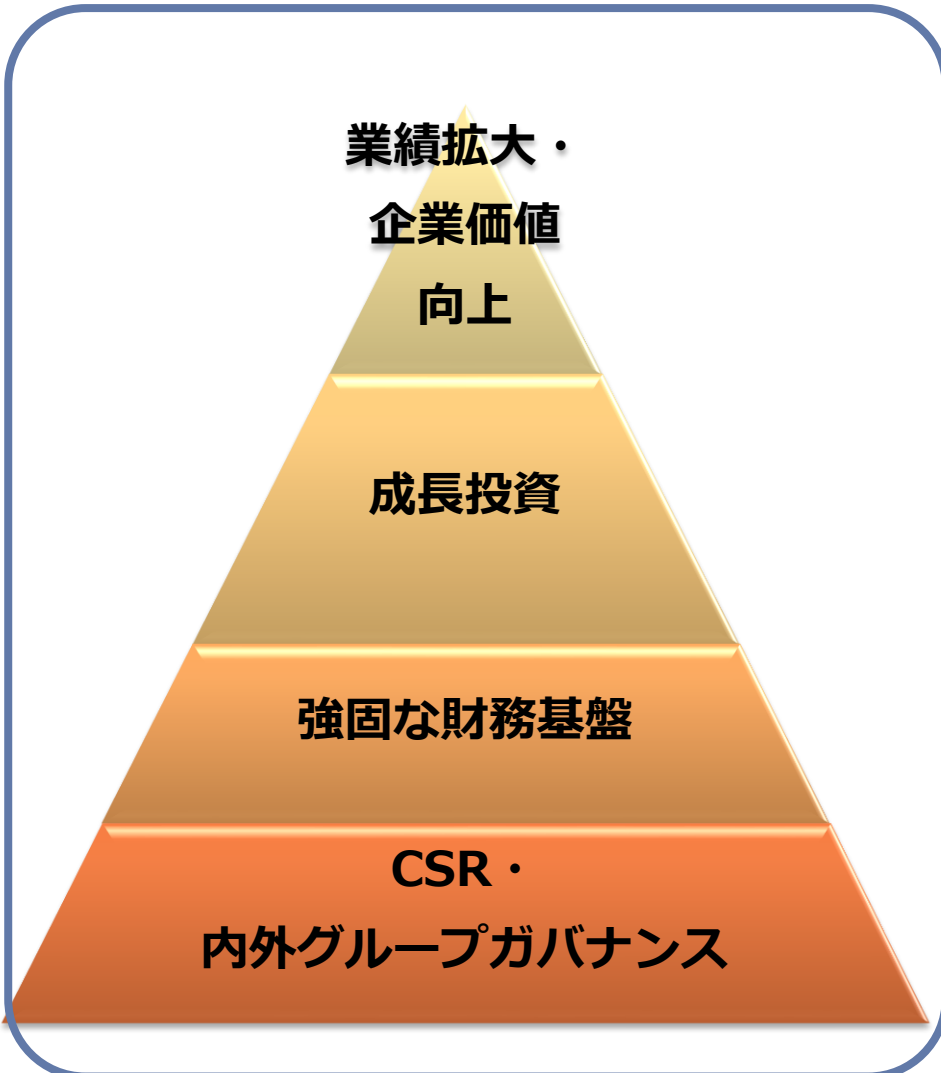 業績拡大・
企業価値
向上
成長投資
強固な財務基盤
CSR・
内外グループガバナンス